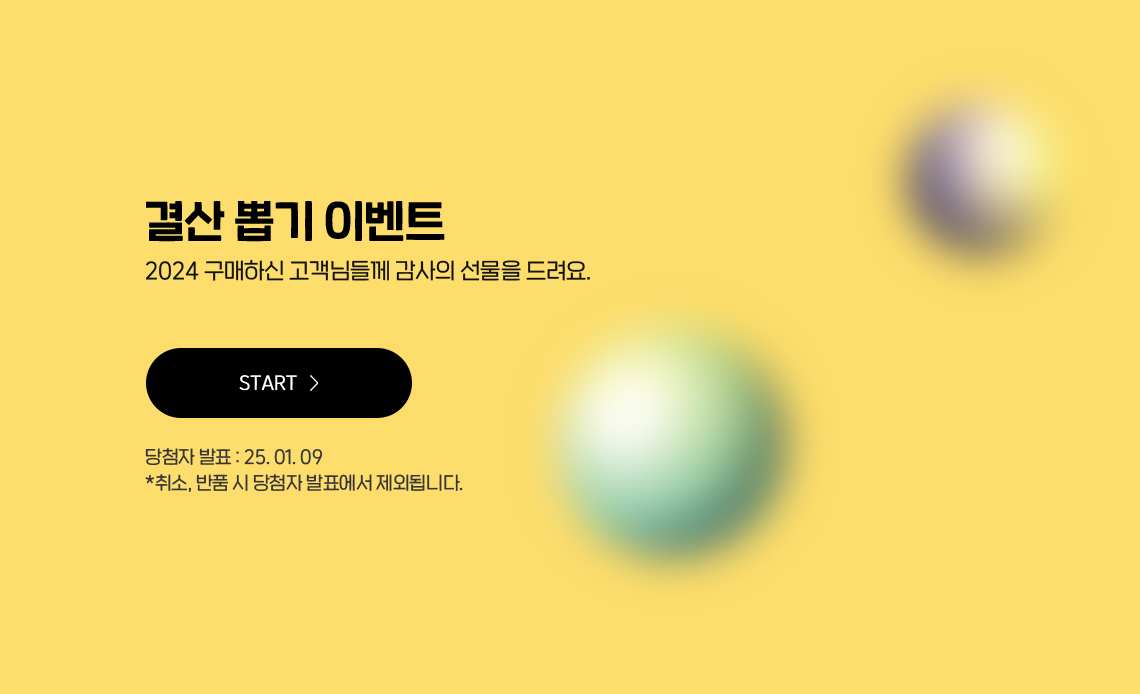 결산 뽑기 이벤트
2024 구매하신 고객님들께 감사의 선물을 드려요.
START >
당첨자 발표 : 25. 01. 09
*취소, 반품 시 당첨자 발표에서 제외됩니다.